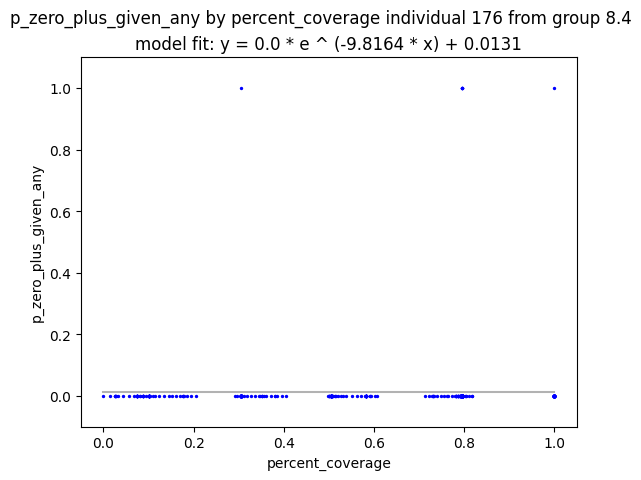 p_zero_plus_given_any by percent_coverage individual 176 from group 8.4
model fit: y = 0.0 * e ^ (-9.8164 * x) + 0.0131
p_zero_plus_given_any
1.0
0.8
0.6
0.4
0.2
0.0
0.0 0.2 0.4 0.6 0.8 1.0
percent_coverage